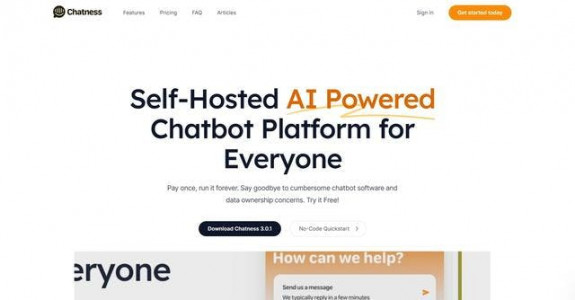 Chatness
Features
Pricing
FAQ
Articles
Sign in
Get started today
Self-Hosted AI Powered
Chatbot Platform for
Everyone
Pay once, run it forever. Say goodbye to cumbersome chatbot software and
data ownership concerns. Try it Free!
Download Chatness 3.0.1
No-Code Quickstart
eryone
How can we help?
Send us a message
We typically reply in a few minutes